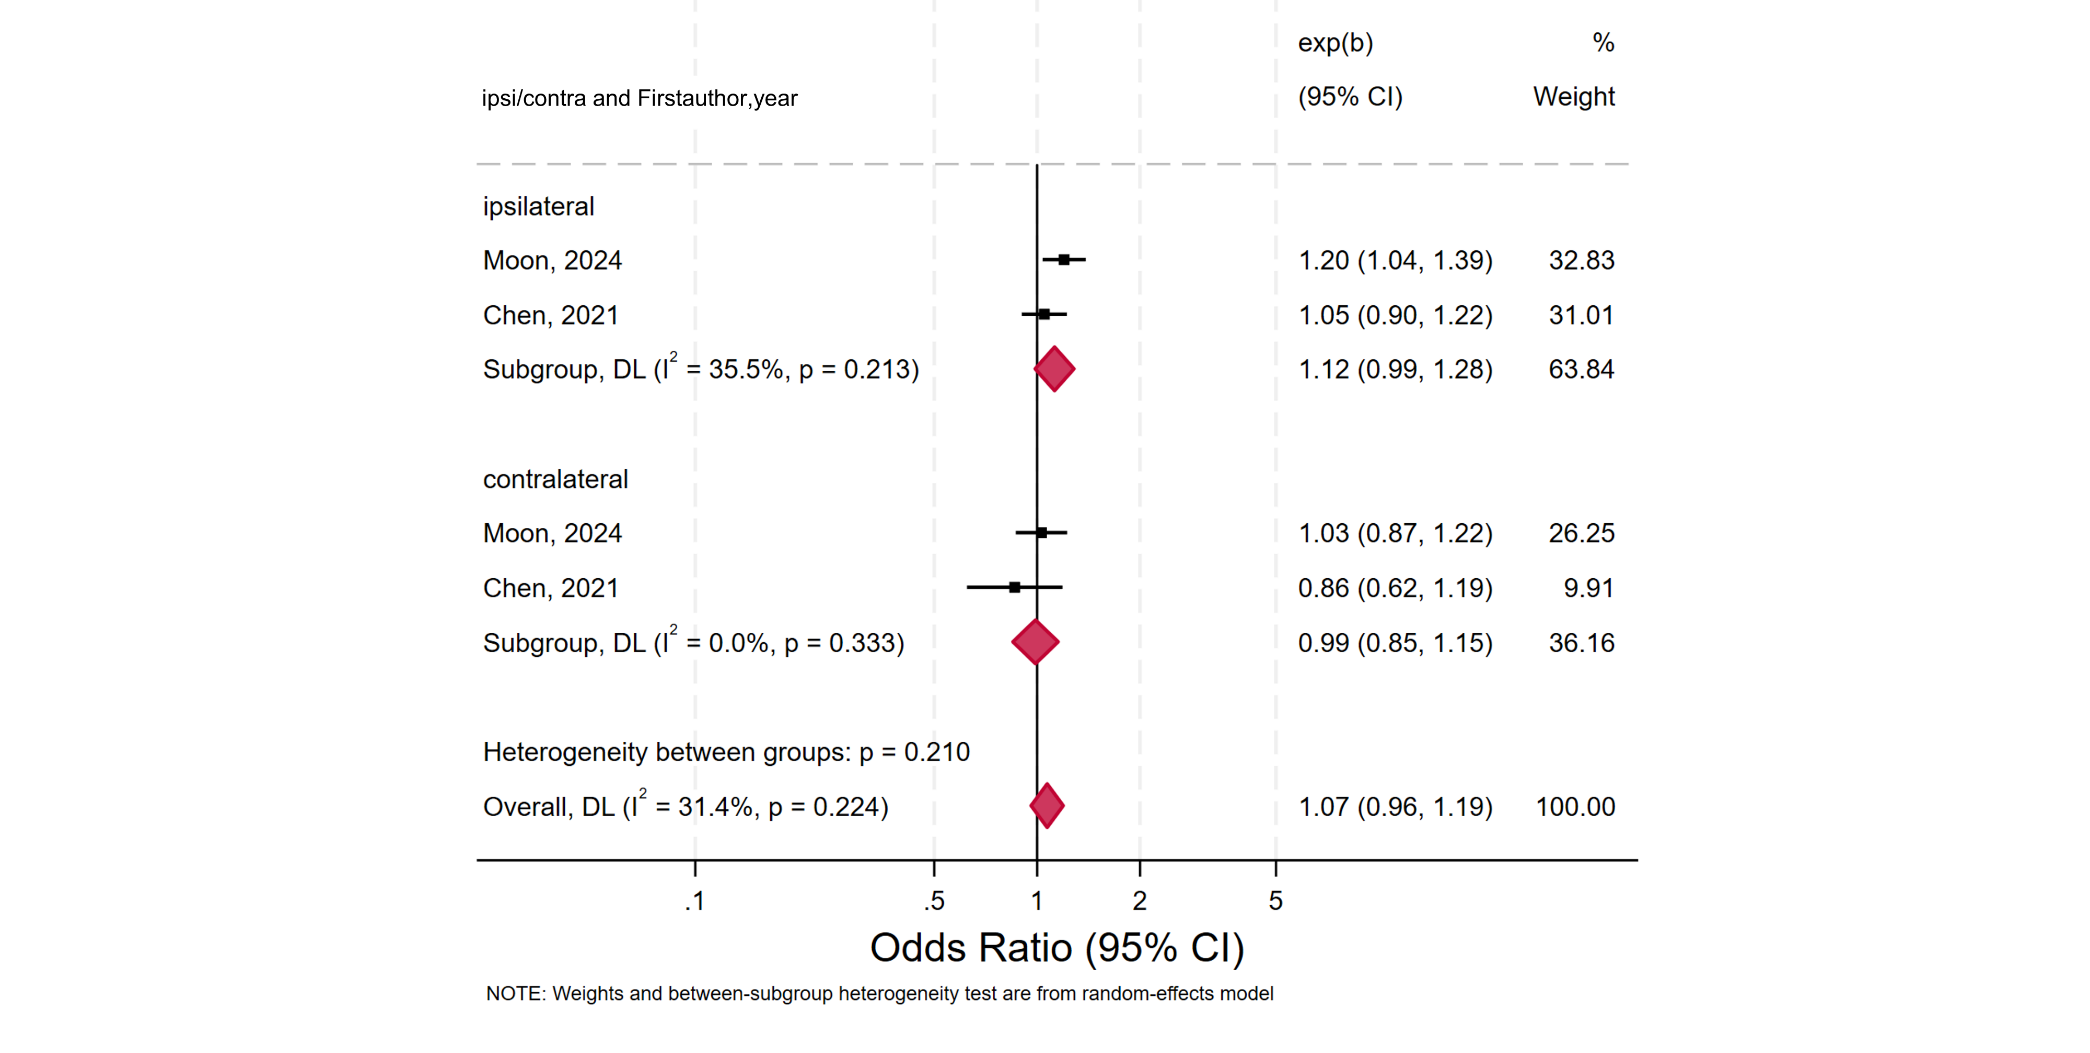 exp(b) %
ipsi/contra and Firstauthor,year (95% CI) Weight
ipsilateral
Moon, 2024 1.20 (1.04, 1.39) 32.83
Chen, 2021 1.05 (0.90, 1.22) 31.01
Subgroup, DL (I² = 35.5%, p = 0.213) 1.12 (0.99, 1.28) 63.84
contralateral
Moon, 2024 1.03 (0.87, 1.22) 26.25
Chen, 2021 0.86 (0.62, 1.19) 9.91
Subgroup, DL (I² = 0.0%, p = 0.333) 0.99 (0.85, 1.15) 36.16
Heterogeneity between groups: p = 0.210
Overall, DL (I² = 31.4%, p = 0.224) 1.07 (0.96, 1.19) 100.00
.1 .5 1 2 5
Odds Ratio (95% CI)
NOTE: Weights and between-subgroup heterogeneity test are from random-effects model